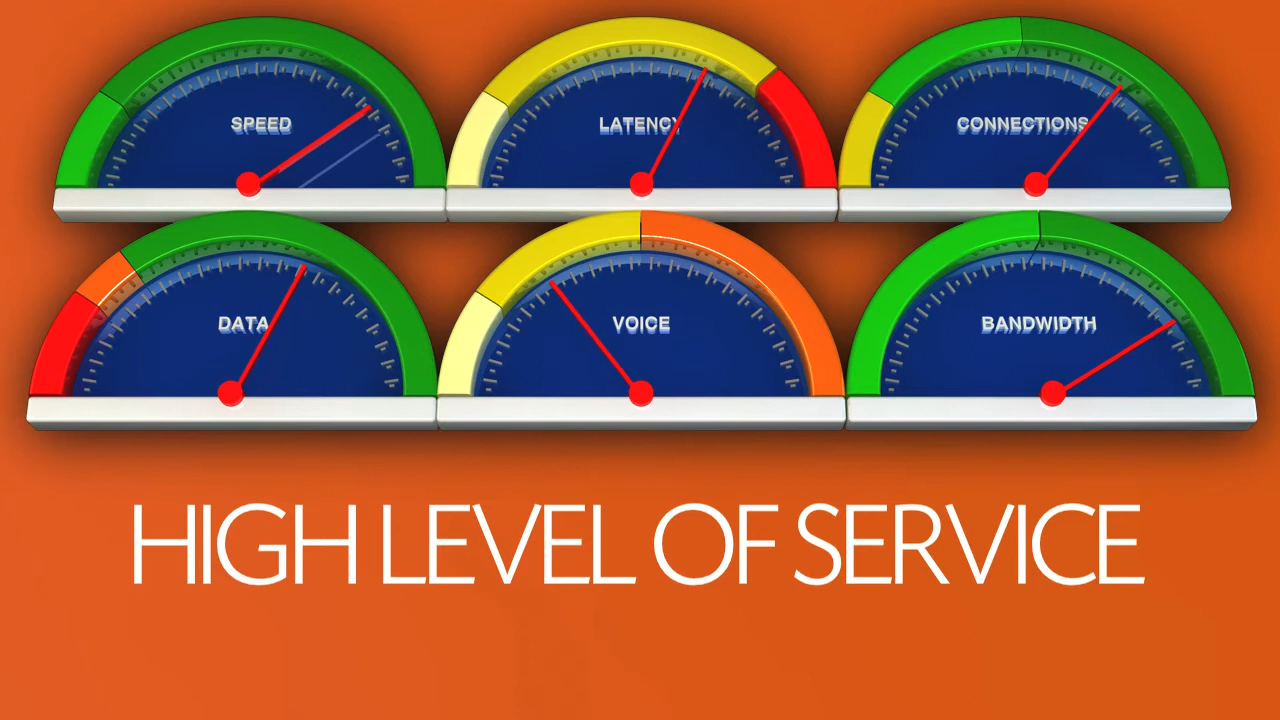 SPEED
LATENCY
CONNECTIONS
DATA
VOICE
BANDWIDTH
HIGH LEVEL OF SERVICE